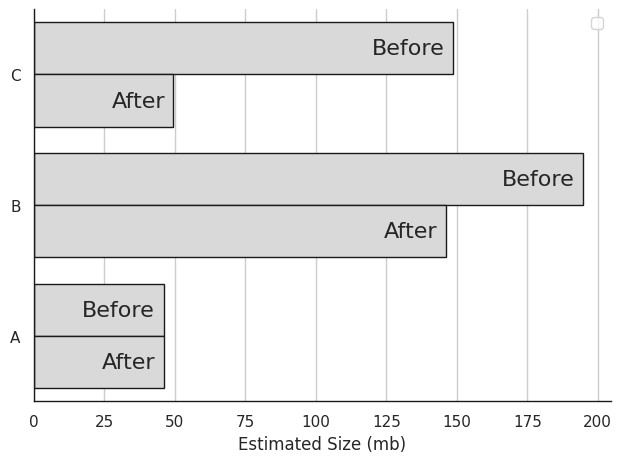 C
Before
After
B
Before
After
A
Before
After
0 25 50 75 100 125 150 175 200
Estimated Size (mb)